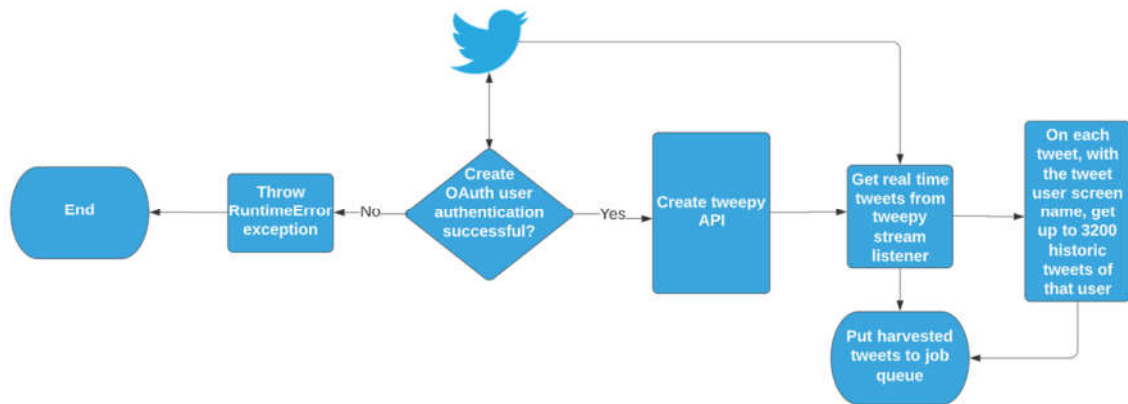 End
Throw
RuntimeError
exception
No
Create
OAuth user
authentication
successful?
Yes
Create tweepy
API
Get real time
tweets from
tweepy
stream
listener
On each
tweet, with
the tweet
user screen
name, get
up to 3200
historic
tweets of
that user
Put harvested
tweets to job
queue